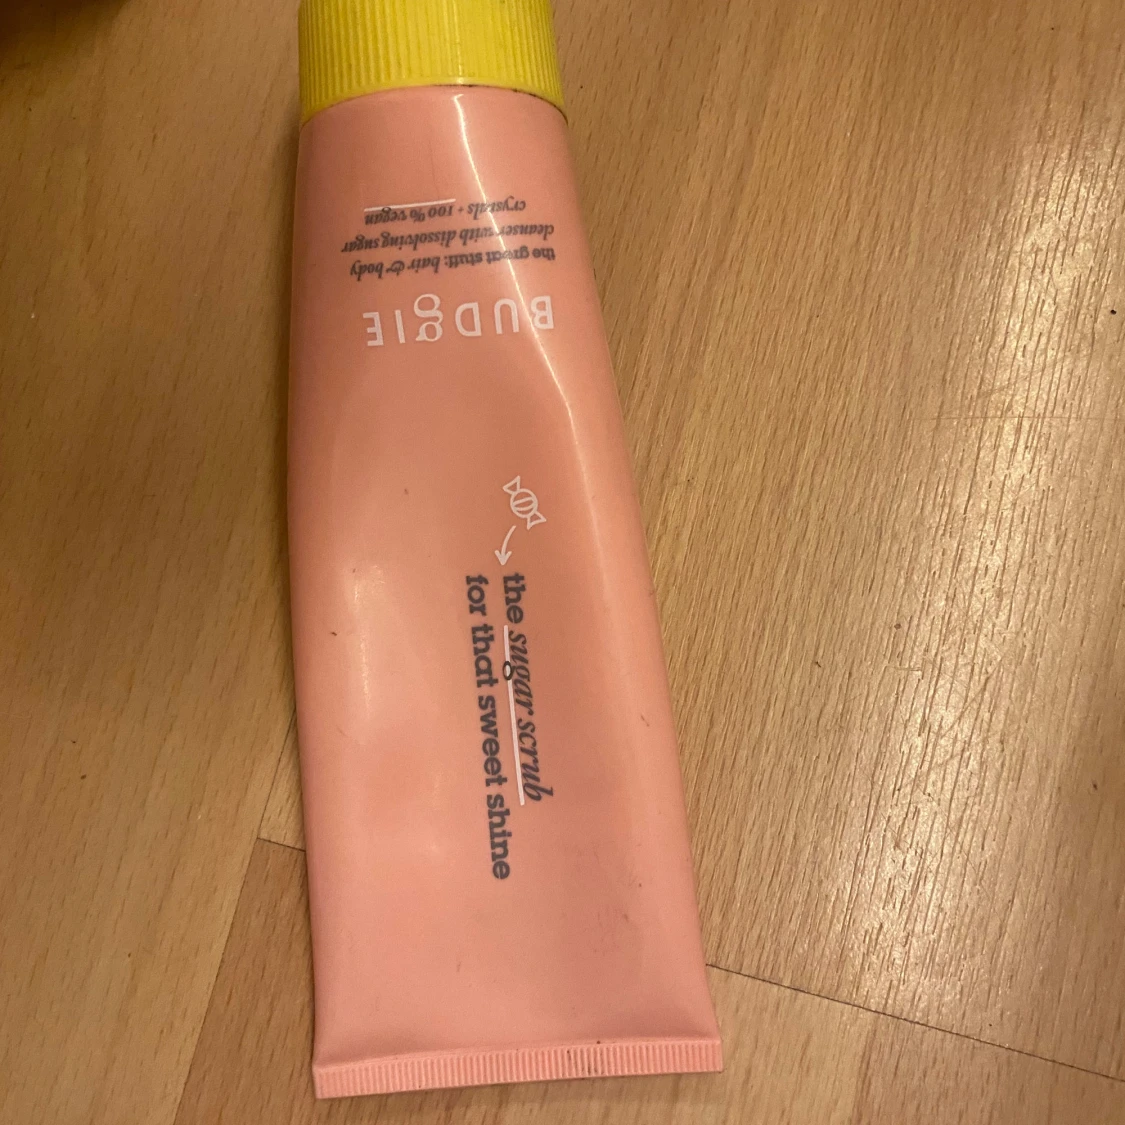 BUDGIE
the great stuff: hair & body
cleanser with dissolving sugar
crystals + 100% vegan
the sugar scrub
for that sweet shine